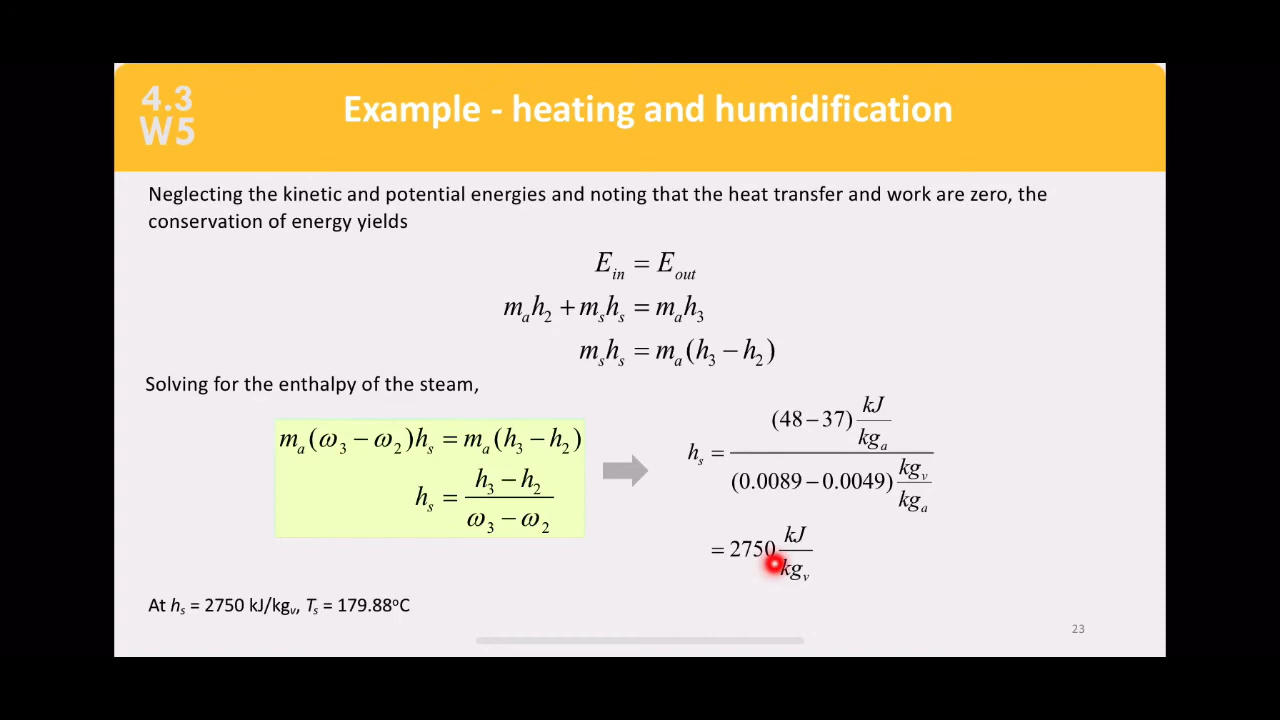 4.3
W5
Example - heating and humidification
Neglecting the kinetic and potential energies and noting that the heat transfer and work are zero, the
conservation of energy yields
E_in = E_out
m_a h_2 + m_s h_s = m_a h_3
m_s h_s = m_a (h_3 − h_2)
Solving for the enthalpy of the steam,
m_a (ω_3 − ω_2) h_s = m_a (h_3 − h_2)
h_s = (h_3 − h_2) / (ω_3 − ω_2)
h_s = (48 − 37) kJ/kg_a / (0.0089 − 0.0049) kg_v/kg_a
= 2750 kJ/kg_v
At h_s = 2750 kJ/kg_v, T_s = 179.88°C
23